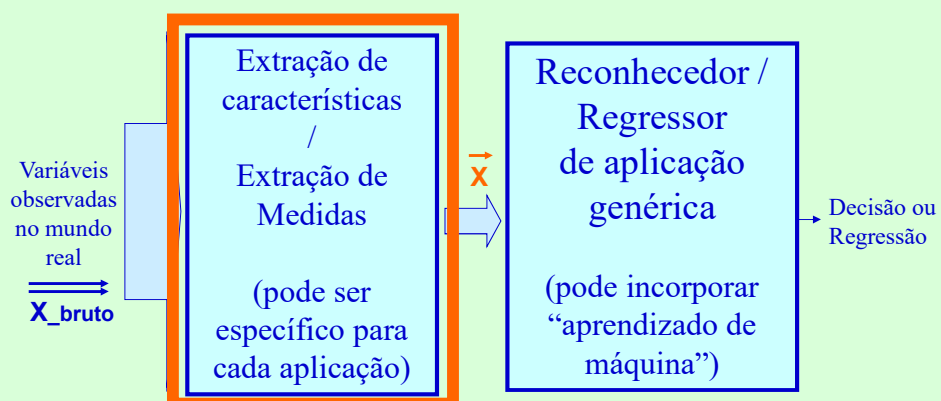 Variáveis
observadas
no mundo
real
X_bruto
Extração de
característícas
/
Extração de
Medidas
(pode ser
específico para
cada aplicação)
X
Reconhecedor /
Regressor
de aplicação
genérica
(pode incorporar
“aprendizado de
máquina”)
Decisão ou
Regressão